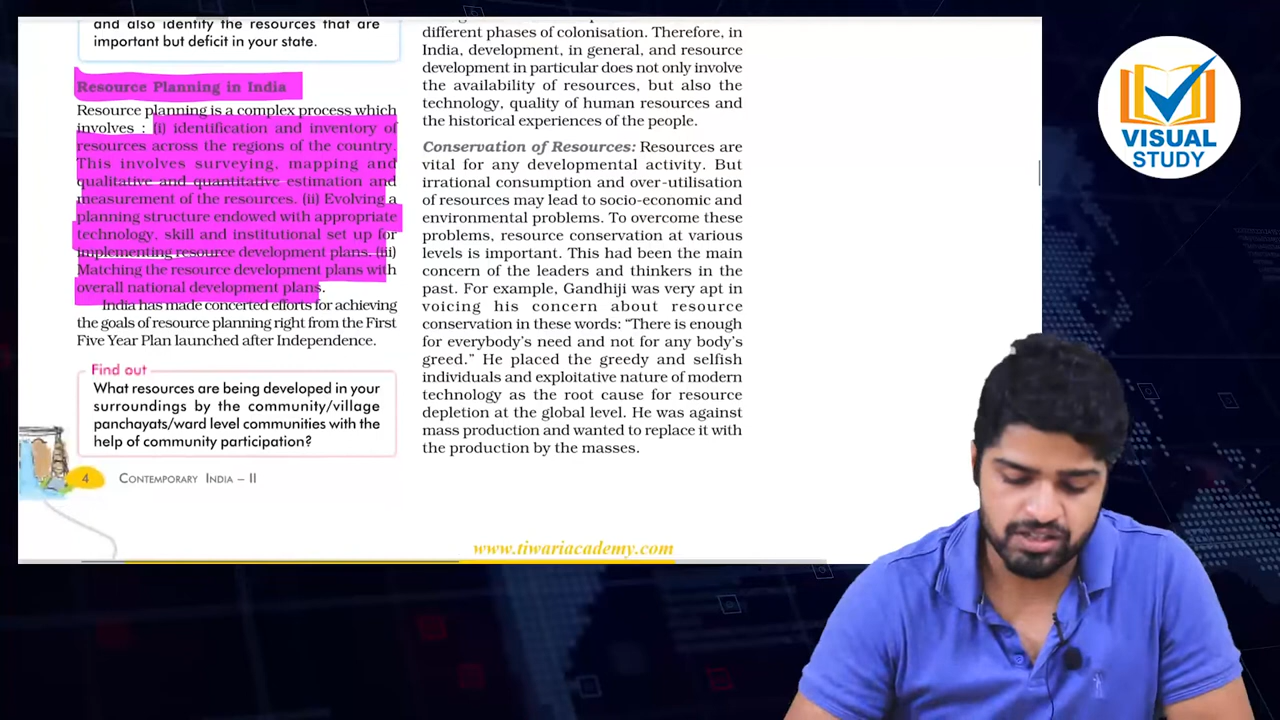 and also identify the resources that are
important but deficit in your state.
Resource Planning in India
Resource planning is a complex process which
involves : (i) identification and inventory of
resources across the regions of the country.
This involves surveying, mapping and
qualitative and quantitative estimation and
measurement of the resources. (ii) Evolving a
planning structure endowed with appropriate
technology, skill and institutional set up for
implementing resource development plans. (iii)
Matching the resource development plans with
overall national development plans.
India has made concerted efforts for achieving
the goals of resource planning right from the First
Five Year Plan launched after Independence.
Find out
What resources are being developed in your
surroundings by the community/village
panchayats/ward level communities with the
help of community participation?
4 CONTEMPORARY INDIA – II
different phases of colonisation. Therefore, in
India, development, in general, and resource
development in particular does not only involve
the availability of resources, but also the
technology, quality of human resources and
the historical experiences of the people.
Conservation of Resources: Resources are
vital for any developmental activity. But
irrational consumption and over-utilisation
of resources may lead to socio-economic and
environmental problems. To overcome these
problems, resource conservation at various
levels is important. This had been the main
concern of the leaders and thinkers in the
past. For example, Gandhiji was very apt in
voicing his concern about resource
conservation in these words: “There is enough
for everybody’s need and not for any body’s
greed.” He placed the greedy and selfish
individuals and exploitative nature of modern
technology as the root cause for resource
depletion at the global level. He was against
mass production and wanted to replace it with
the production by the masses.
www.tiwariacademy.com
VISUAL
STUDY